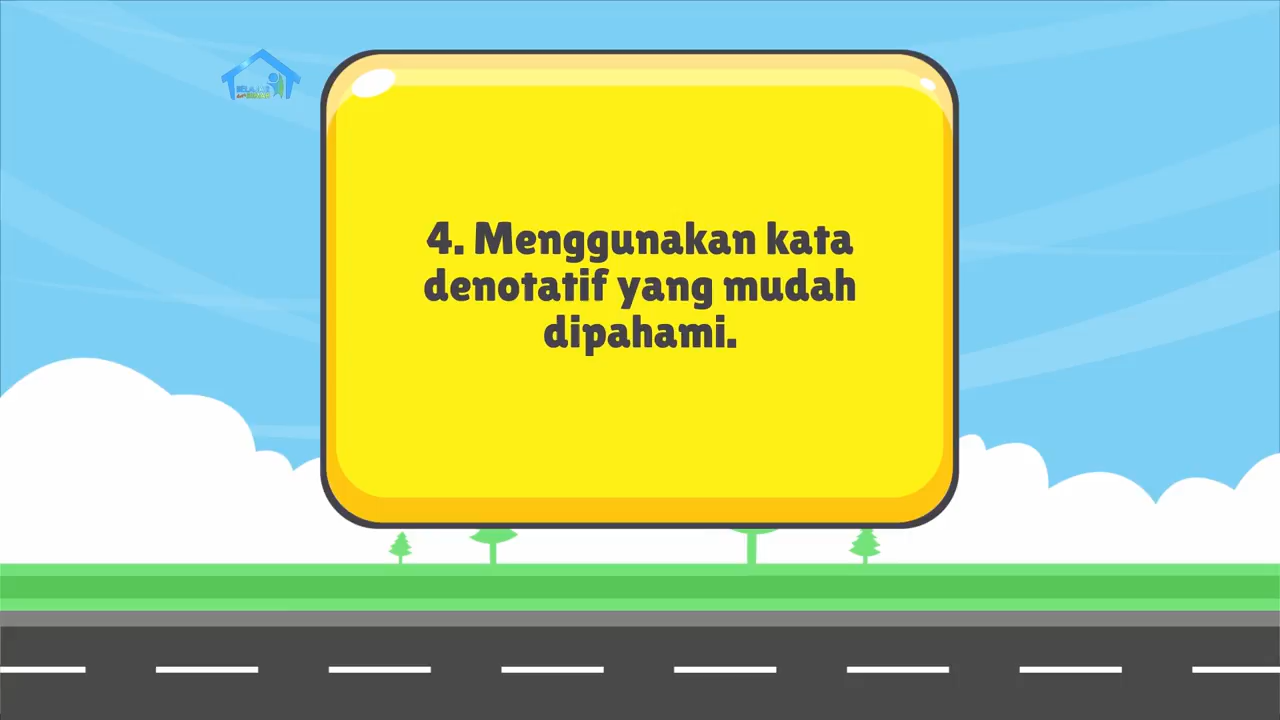 4. Menggunakan kata
denotatif yang mudah
dipahami.